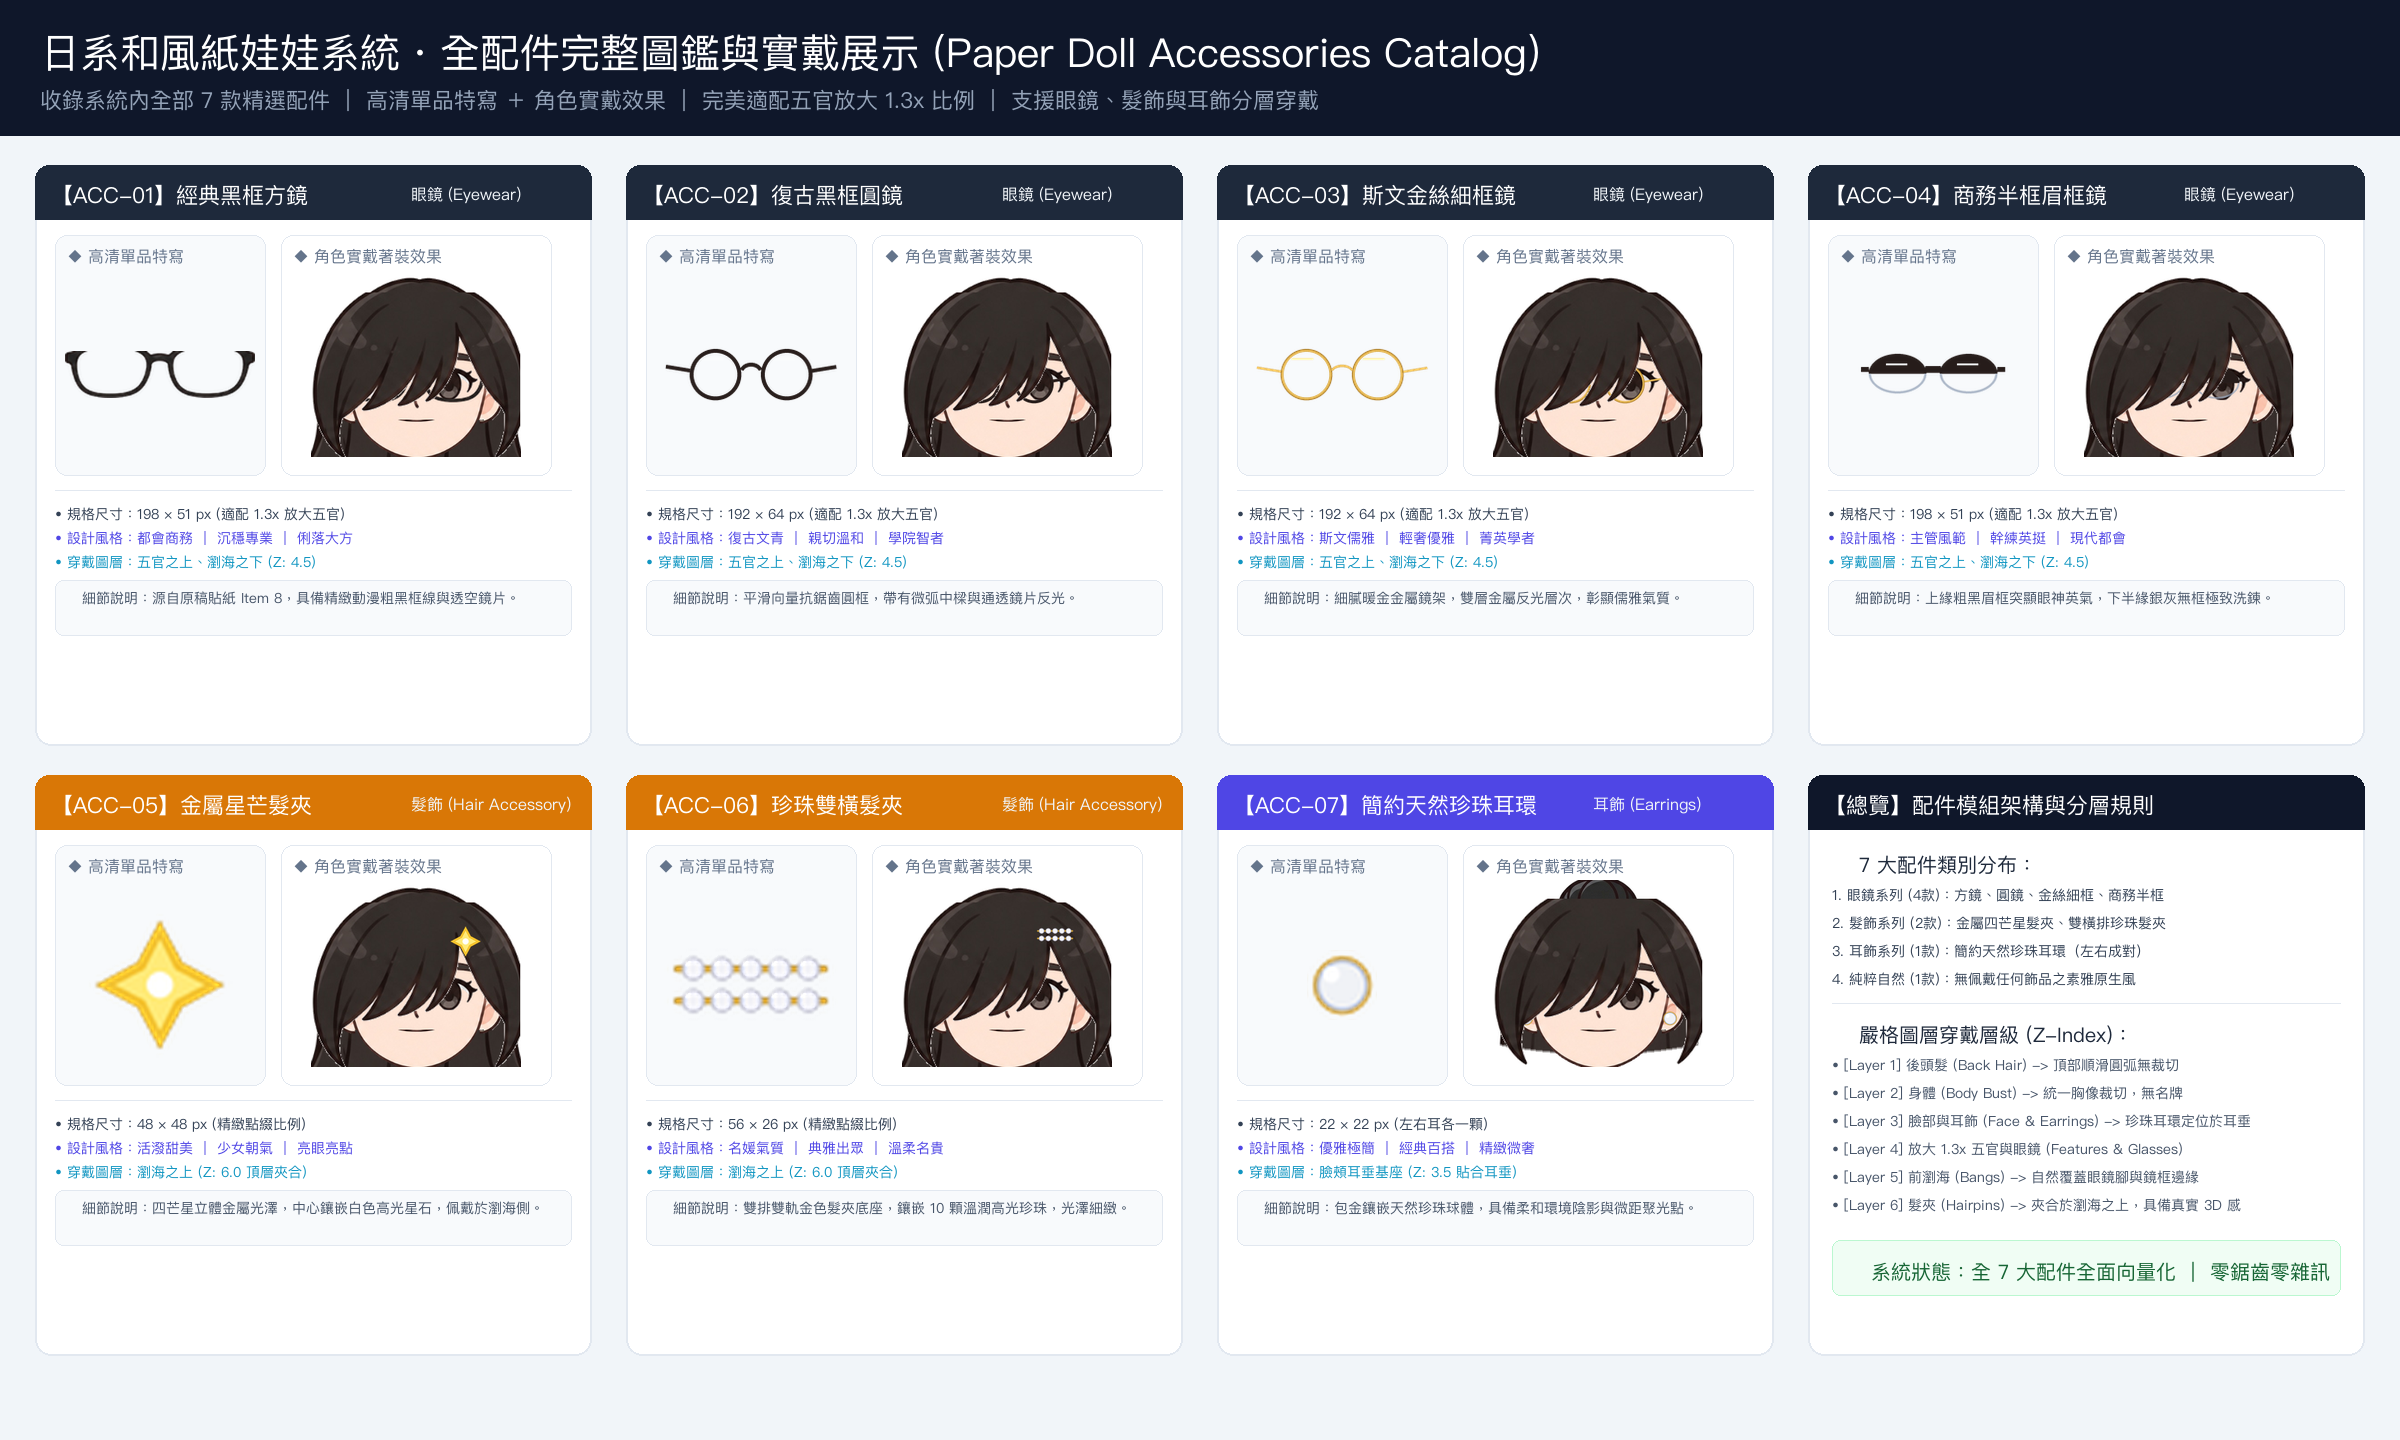 日系和風紙娃娃系統・全配件完整圖鑑與實戴展示 (Paper Doll Accessories Catalog)
收錄系統內全部 7 款精選配件 | 高清單品特寫 + 角色實戴效果 | 完美適配五官放大 1.3x 比例 | 支援眼鏡、髮飾與耳飾分層穿戴
【ACC-01】經典黑框方鏡 眼鏡 (Eyewear)
◆ 高清單品特寫
◆ 角色實戴著裝效果
• 規格尺寸：198 × 51 px (適配 1.3x 放大五官)
• 設計風格：都會商務 | 沉穩專業 | 俐落大方
• 穿戴圖層：五官之上、瀏海之下 (Z: 4.5)
細節說明：源自原稿貼紙 Item 8，具備精緻動漫粗黑框線與透空鏡片。
【ACC-02】復古黑框圓鏡 眼鏡 (Eyewear)
◆ 高清單品特寫
◆ 角色實戴著裝效果
• 規格尺寸：192 × 64 px (適配 1.3x 放大五官)
• 設計風格：復古文青 | 親切溫和 | 學院智者
• 穿戴圖層：五官之上、瀏海之下 (Z: 4.5)
細節說明：平滑向量抗鋸齒圓框，帶有微弧中樑與通透鏡片反光。
【ACC-03】斯文金絲細框鏡 眼鏡 (Eyewear)
◆ 高清單品特寫
◆ 角色實戴著裝效果
• 規格尺寸：192 × 64 px (適配 1.3x 放大五官)
• 設計風格：斯文儒雅 | 輕奢優雅 | 菁英學者
• 穿戴圖層：五官之上、瀏海之下 (Z: 4.5)
細節說明：細膩暖金金屬鏡架，雙層金屬反光層次，彰顯儒雅氣質。
【ACC-04】商務半框眉框鏡 眼鏡 (Eyewear)
◆ 高清單品特寫
◆ 角色實戴著裝效果
• 規格尺寸：198 × 51 px (適配 1.3x 放大五官)
• 設計風格：主管風範 | 幹練英挺 | 現代都會
• 穿戴圖層：五官之上、瀏海之下 (Z: 4.5)
細節說明：上緣粗黑眉框突顯眼神英氣，下半緣銀灰無框極致洗鍊。
【ACC-05】金屬星芒髮夾 髮飾 (Hair Accessory)
◆ 高清單品特寫
◆ 角色實戴著裝效果
• 規格尺寸：48 × 48 px (精緻點綴比例)
• 設計風格：活潑甜美 | 少女朝氣 | 亮眼亮點
• 穿戴圖層：瀏海之上 (Z: 6.0 頂層夾合)
細節說明：四芒星立體金屬光澤，中心鑲嵌白色高光星石，佩戴於瀏海側。
【ACC-06】珍珠雙橫髮夾 髮飾 (Hair Accessory)
◆ 高清單品特寫
◆ 角色實戴著裝效果
• 規格尺寸：56 × 26 px (精緻點綴比例)
• 設計風格：名媛氣質 | 典雅出眾 | 溫柔名貴
• 穿戴圖層：瀏海之上 (Z: 6.0 頂層夾合)
細節說明：雙排雙軌金色髮夾底座，鑲嵌 10 顆溫潤高光珍珠，光澤細緻。
【ACC-07】簡約天然珍珠耳環 耳飾 (Earrings)
◆ 高清單品特寫
◆ 角色實戴著裝效果
• 規格尺寸：22 × 22 px (左右耳各一顆)
• 設計風格：優雅極簡 | 經典百搭 | 精緻微奢
• 穿戴圖層：臉頰耳垂基座 (Z: 3.5 貼合耳垂)
細節說明：包金鑲嵌天然珍珠球體，具備柔和環境陰影與微距聚光點。
【總覽】配件模組架構與分層規則
7 大配件類別分布：
1. 眼鏡系列 (4款)：方鏡、圓鏡、金絲細框、商務半框
2. 髮飾系列 (2款)：金屬四芒星髮夾、雙橫排珍珠髮夾
3. 耳飾系列 (1款)：簡約天然珍珠耳環（左右成對）
4. 純粹自然 (1款)：無佩戴任何飾品之素雅原生風
嚴格圖層穿戴層級 (Z-Index)：
• [Layer 1] 後頭髮 (Back Hair) -> 頂部順滑圓弧無裁切
• [Layer 2] 身體 (Body Bust) -> 統一胸像裁切，無名牌
• [Layer 3] 臉部與耳飾 (Face & Earrings) -> 珍珠耳環定位於耳垂
• [Layer 4] 放大 1.3x 五官與眼鏡 (Features & Glasses)
• [Layer 5] 前瀏海 (Bangs) -> 自然覆蓋眼鏡腳與鏡框邊緣
• [Layer 6] 髮夾 (Hairpins) -> 夾合於瀏海之上，具備真實 3D 感
系統狀態：全 7 大配件全面向量化 | 零鋸齒零雜訊